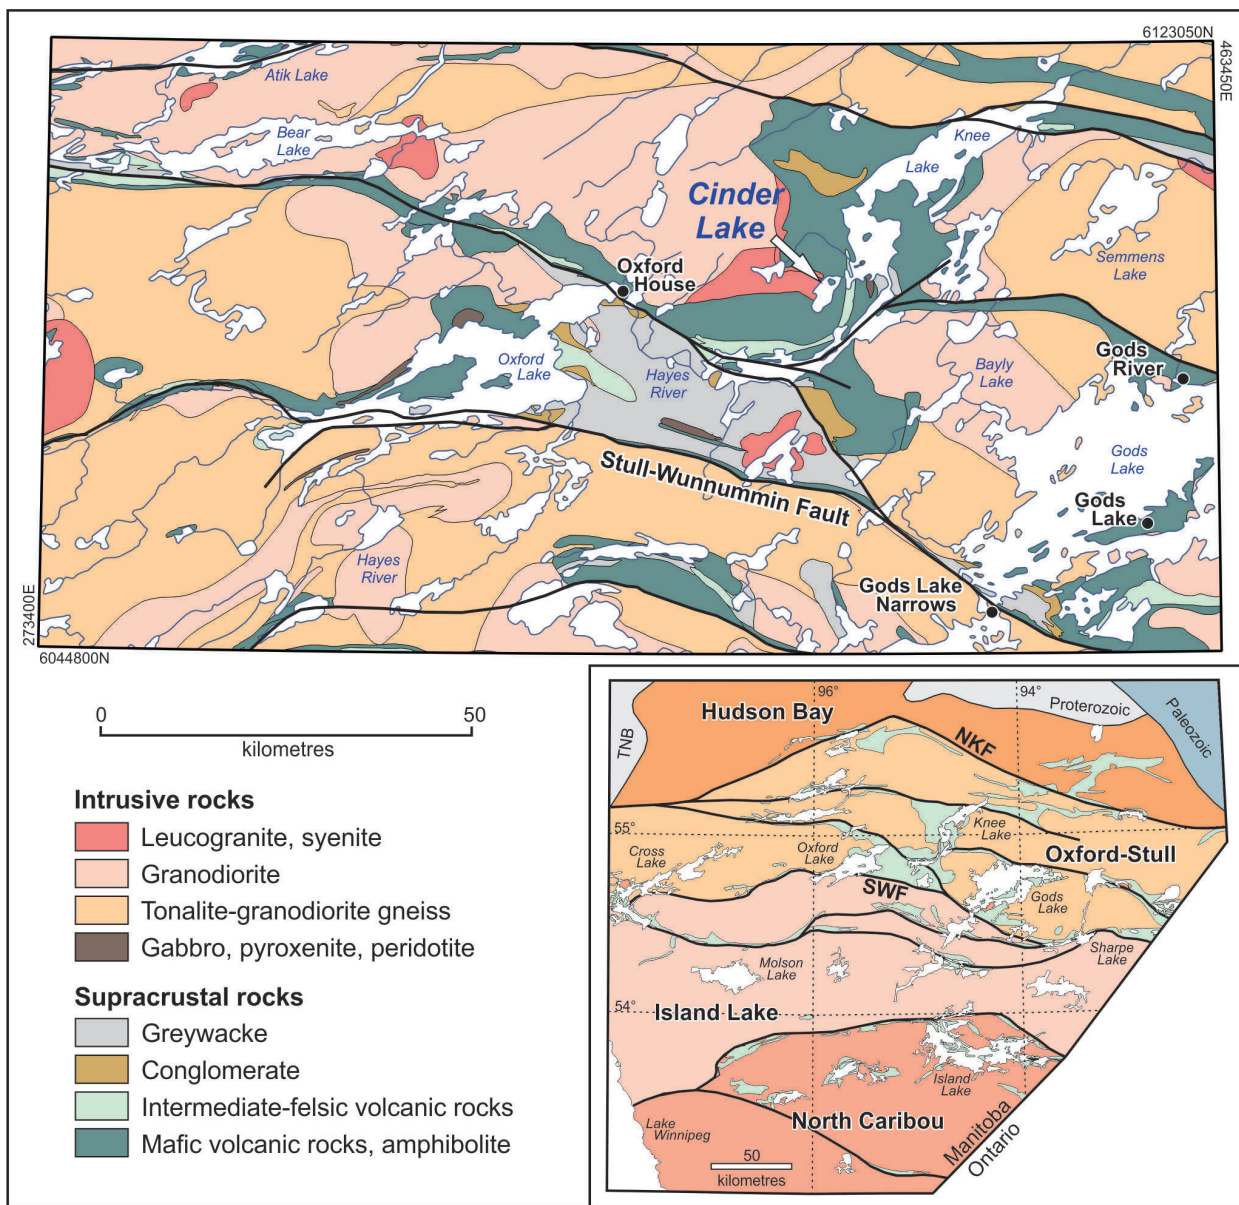 6123050N
463450E
Atik Lake
Bear
Lake
Knee
Lake
Cinder
Lake
Semmens
Lake
Oxford
House
Oxford
Lake
Hayes
River
Bayly
Lake
Gods
River
Gods
Lake
Gods
Lake
Stull-Wunnummin Fault
Hayes
River
Gods Lake
Narrows
273400E
6044800N
0 50
kilometres
Intrusive rocks
Leucogranite, syenite
Granodiorite
Tonalite-granodiorite gneiss
Gabbro, pyroxenite, peridotite
Supracrustal rocks
Greywacke
Conglomerate
Intermediate-felsic volcanic rocks
Mafic volcanic rocks, amphibolite
96°
94°
TNB
Hudson Bay
Proterozoic
Paleozoic
NKF
55°
Knee
Lake
Cross
Lake
Oxford
Lake
Oxford-Stull
SWF
Gods
Lake
Sharpe
Lake
Molson
Lake
54°
Island Lake
Island
Lake
North Caribou
Lake
Winnipeg
Manitoba
Ontario
50
kilometres